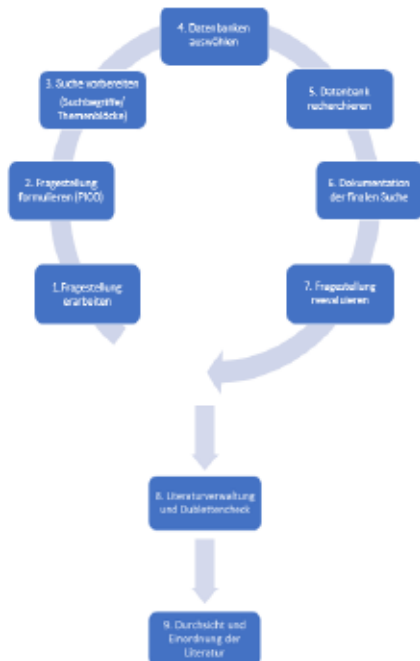 4. Datenbanken
auswählen
3. Suche vorbereiten
(Suchbegriffe/
Themenblöcke)
5. Datenbank
recherchieren
2. Fragestellung
formulieren (PICO)
6. Dokumentation
der finalen Suche
1.Fragestellung
erarbeiten
7. Fragestellung
reevaluieren
8. Literaturverwaltung
und Dublettencheck
9. Durchsicht und
Einordnung der
Literatur